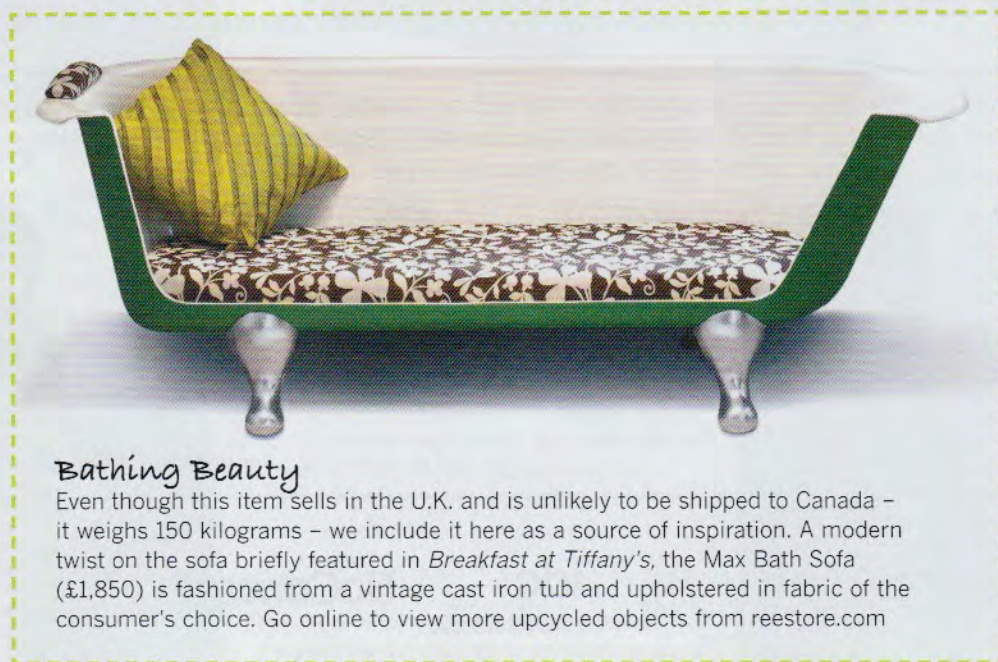 Bathing Beauty
Even though this item sells in the U.K. and is unlikely to be shipped to Canada –
it weighs 150 kilograms – we include it here as a source of inspiration. A modern
twist on the sofa briefly featured in Breakfast at Tiffany's, the Max Bath Sofa
(£1,850) is fashioned from a vintage cast iron tub and upholstered in fabric of the
consumer's choice. Go online to view more upcycled objects from reestore.com